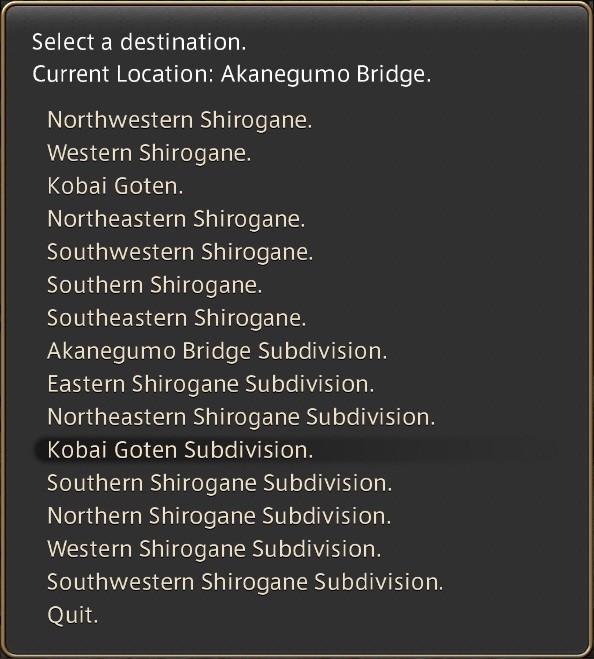 Select a destination.
Current Location: Akanegumo Bridge.
Northwestern Shirogane.
Western Shirogane.
Kobai Goten.
Northeastern Shirogane.
Southwestern Shirogane.
Southern Shirogane.
Southeastern Shirogane.
Akanegumo Bridge Subdivision.
Eastern Shirogane Subdivision.
Northeastern Shirogane Subdivision.
Kobai Goten Subdivision.
Southern Shirogane Subdivision.
Northern Shirogane Subdivision.
Western Shirogane Subdivision.
Southwestern Shirogane Subdivision.
Quit.